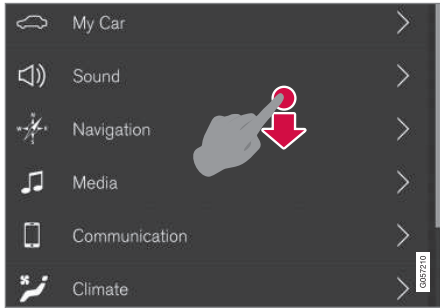 My Car
Sound
Navigation
Media
Communication
Climate
G057210